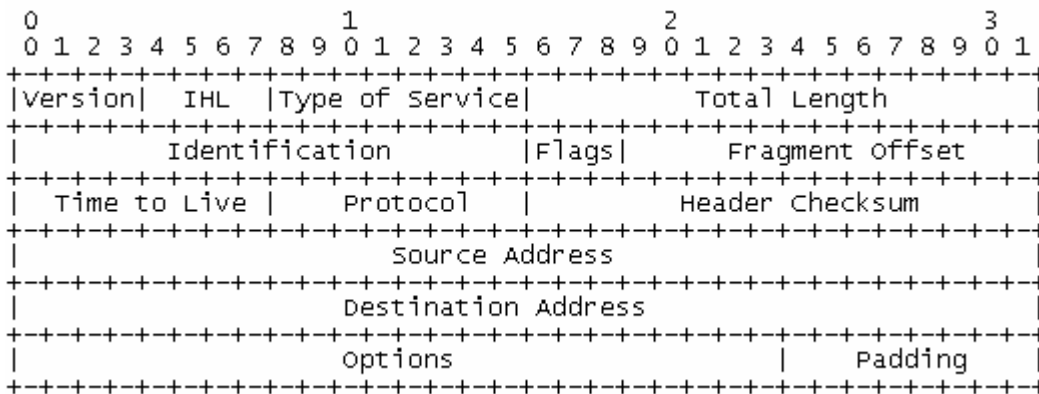 0                   1                   2                   3
0 1 2 3 4 5 6 7 8 9 0 1 2 3 4 5 6 7 8 9 0 1 2 3 4 5 6 7 8 9 0 1
+-+-+-+-+-+-+-+-+-+-+-+-+-+-+-+-+-+-+-+-+-+-+-+-+-+-+-+-+-+-+-+-+
|Version|  IHL  |Type of Service|          Total Length         |
+-+-+-+-+-+-+-+-+-+-+-+-+-+-+-+-+-+-+-+-+-+-+-+-+-+-+-+-+-+-+-+-+
|         Identification        |Flags|      Fragment Offset    |
+-+-+-+-+-+-+-+-+-+-+-+-+-+-+-+-+-+-+-+-+-+-+-+-+-+-+-+-+-+-+-+-+
|  Time to Live |    Protocol   |         Header Checksum       |
+-+-+-+-+-+-+-+-+-+-+-+-+-+-+-+-+-+-+-+-+-+-+-+-+-+-+-+-+-+-+-+-+
|                       Source Address                          |
+-+-+-+-+-+-+-+-+-+-+-+-+-+-+-+-+-+-+-+-+-+-+-+-+-+-+-+-+-+-+-+-+
|                    Destination Address                        |
+-+-+-+-+-+-+-+-+-+-+-+-+-+-+-+-+-+-+-+-+-+-+-+-+-+-+-+-+-+-+-+-+
|                    Options                    |    Padding    |
+-+-+-+-+-+-+-+-+-+-+-+-+-+-+-+-+-+-+-+-+-+-+-+-+-+-+-+-+-+-+-+-+